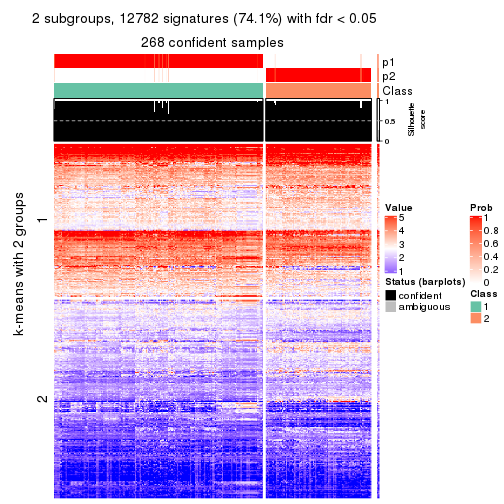 2 subgroups, 12782 signatures (74.1%) with fdr < 0.05
268 confident samples
p1
p2
Class
1
0.5
0
Silhouette
score
k-means with 2 groups
1
2
Value
5
4
3
2
1
Status (barplots)
confident
ambiguous
Prob
1
0.8
0.6
0.4
0.2
0
Class
1
2